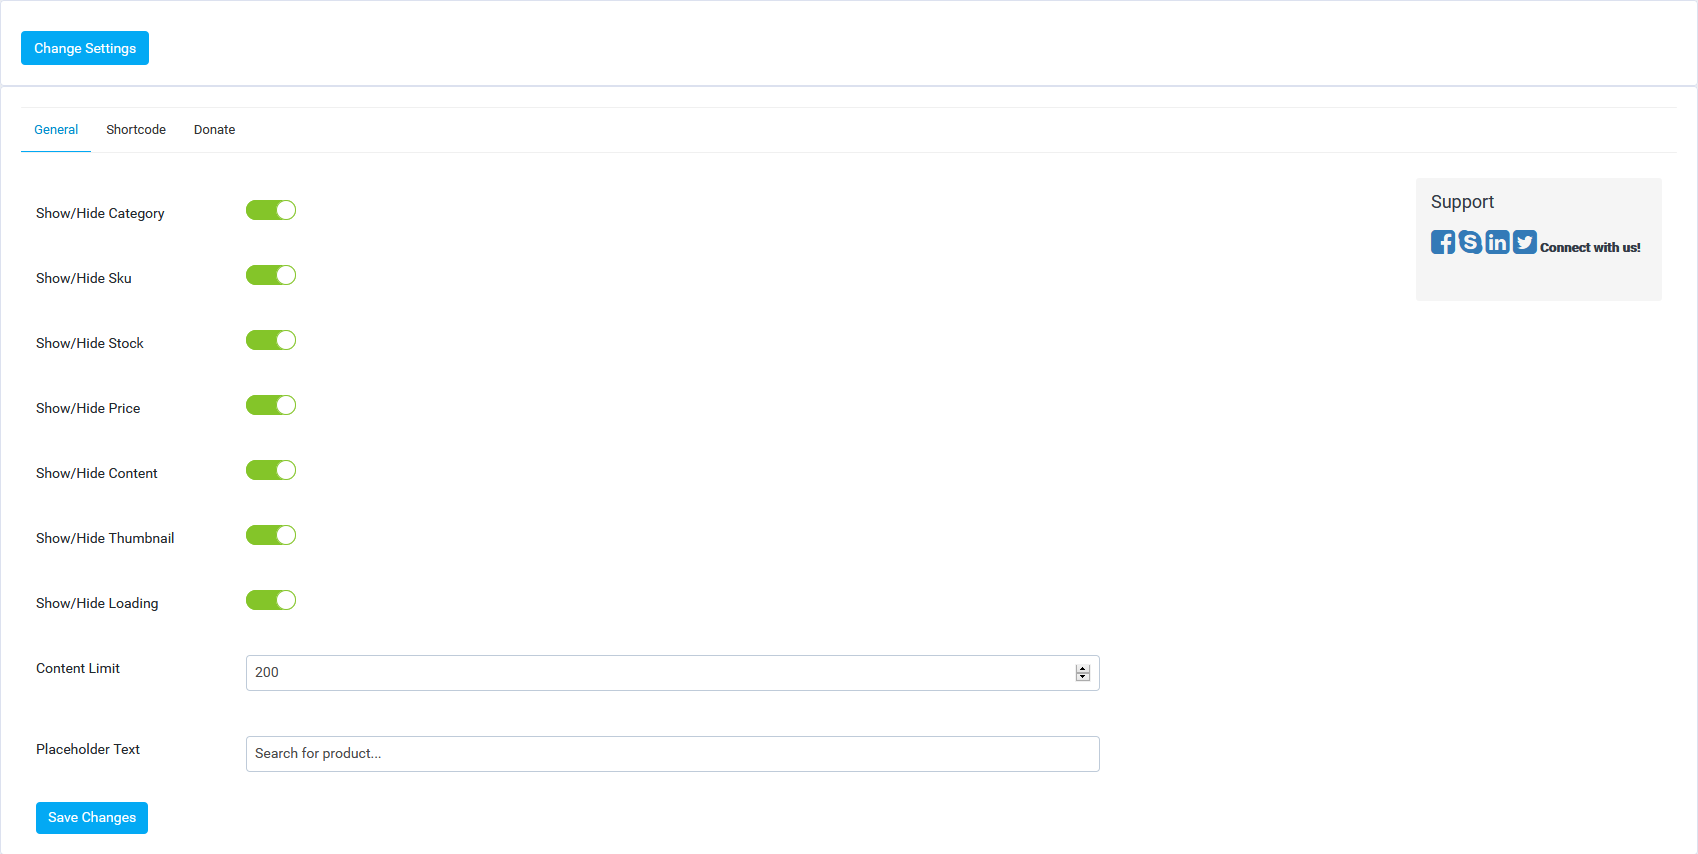 Change Settings
General Shortcode Donate
Support
Connect with us!
Show/Hide Category
Show/Hide Sku
Show/Hide Stock
Show/Hide Price
Show/Hide Content
Show/Hide Thumbnail
Show/Hide Loading
Content Limit 200
Placeholder Text Search for product...
Save Changes